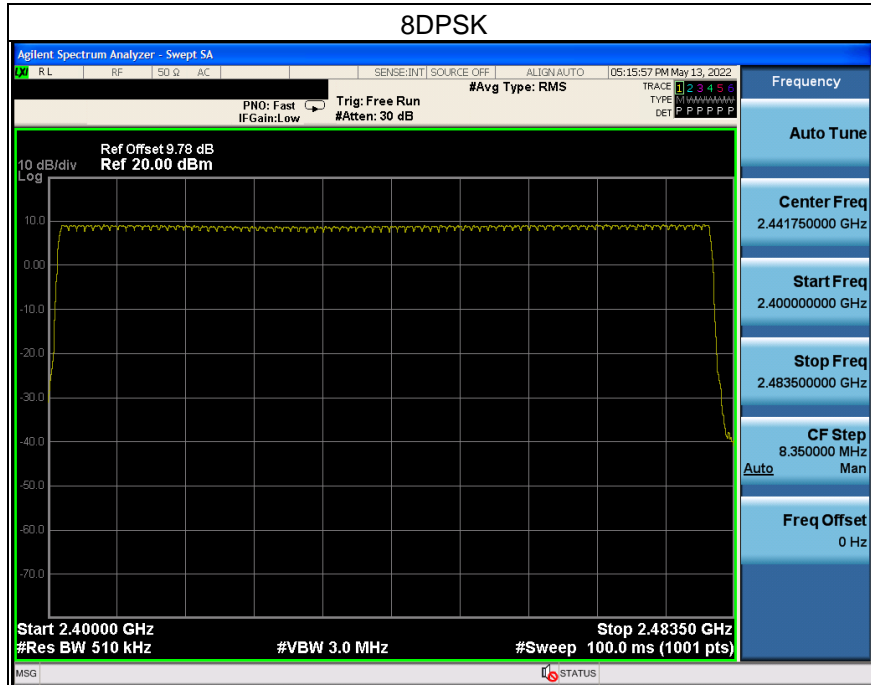 8DPSK
Agilent Spectrum Analyzer - Swept SA
LXI RL RF 50 Ω AC SENSE:INT SOURCE OFF ALIGN AUTO 05:15:57 PM May 13, 2022
#Avg Type: RMS TRACE 1 2 3 4 5 6
PNO: Fast Trig: Free Run TYPE M WWWWW
IFGain:Low #Atten: 30 dB DET P P P P P P
Frequency
Auto Tune
Center Freq
2.441750000 GHz
Start Freq
2.400000000 GHz
Stop Freq
2.483500000 GHz
CF Step
8.350000 MHz
Auto Man
Freq Offset
0 Hz
Ref Offset 9.78 dB
10 dB/div Ref 20.00 dBm
Log
10.0
0.00
-10.0
-20.0
-30.0
-40.0
-50.0
-60.0
-70.0
Start 2.40000 GHz Stop 2.48350 GHz
#Res BW 510 kHz #VBW 3.0 MHz #Sweep 100.0 ms (1001 pts)
MSG STATUS